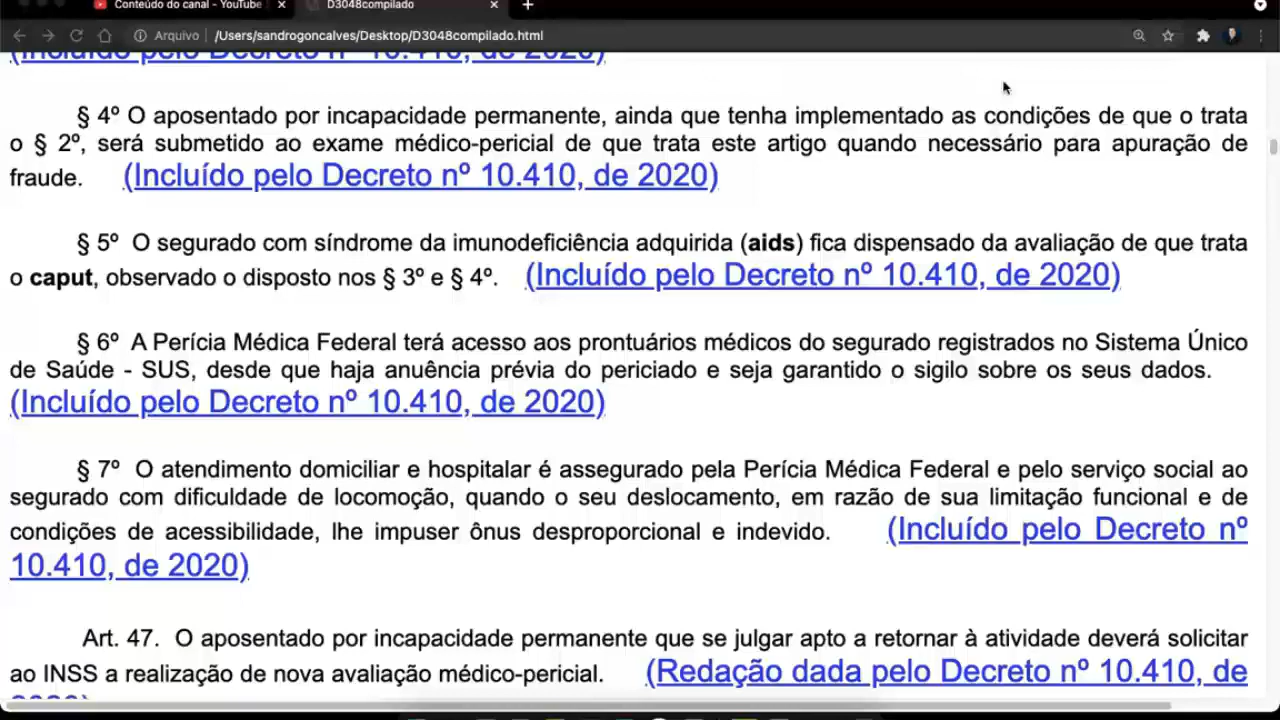 Conteúdo do canal - YouTube
D3048compilado
Arquivo | /Users/sandrogoncalves/Desktop/D3048compilado.html
(Incluído pelo Decreto nº 10.410, de 2020)
§ 4º O aposentado por incapacidade permanente, ainda que tenha implementado as condições de que o trata
o § 2º, será submetido ao exame médico-pericial de que trata este artigo quando necessário para apuração de
fraude. (Incluído pelo Decreto nº 10.410, de 2020)
§ 5º O segurado com síndrome da imunodeficiência adquirida (aids) fica dispensado da avaliação de que trata
o caput, observado o disposto nos § 3º e § 4º. (Incluído pelo Decreto nº 10.410, de 2020)
§ 6º A Perícia Médica Federal terá acesso aos prontuários médicos do segurado registrados no Sistema Único
de Saúde - SUS, desde que haja anuência prévia do periciado e seja garantido o sigilo sobre os seus dados.
(Incluído pelo Decreto nº 10.410, de 2020)
§ 7º O atendimento domiciliar e hospitalar é assegurado pela Perícia Médica Federal e pelo serviço social ao
segurado com dificuldade de locomoção, quando o seu deslocamento, em razão de sua limitação funcional e de
condições de acessibilidade, lhe impuser ônus desproporcional e indevido. (Incluído pelo Decreto nº
10.410, de 2020)
Art. 47. O aposentado por incapacidade permanente que se julgar apto a retornar à atividade deverá solicitar
ao INSS a realização de nova avaliação médico-pericial. (Redação dada pelo Decreto nº 10.410, de
2020)